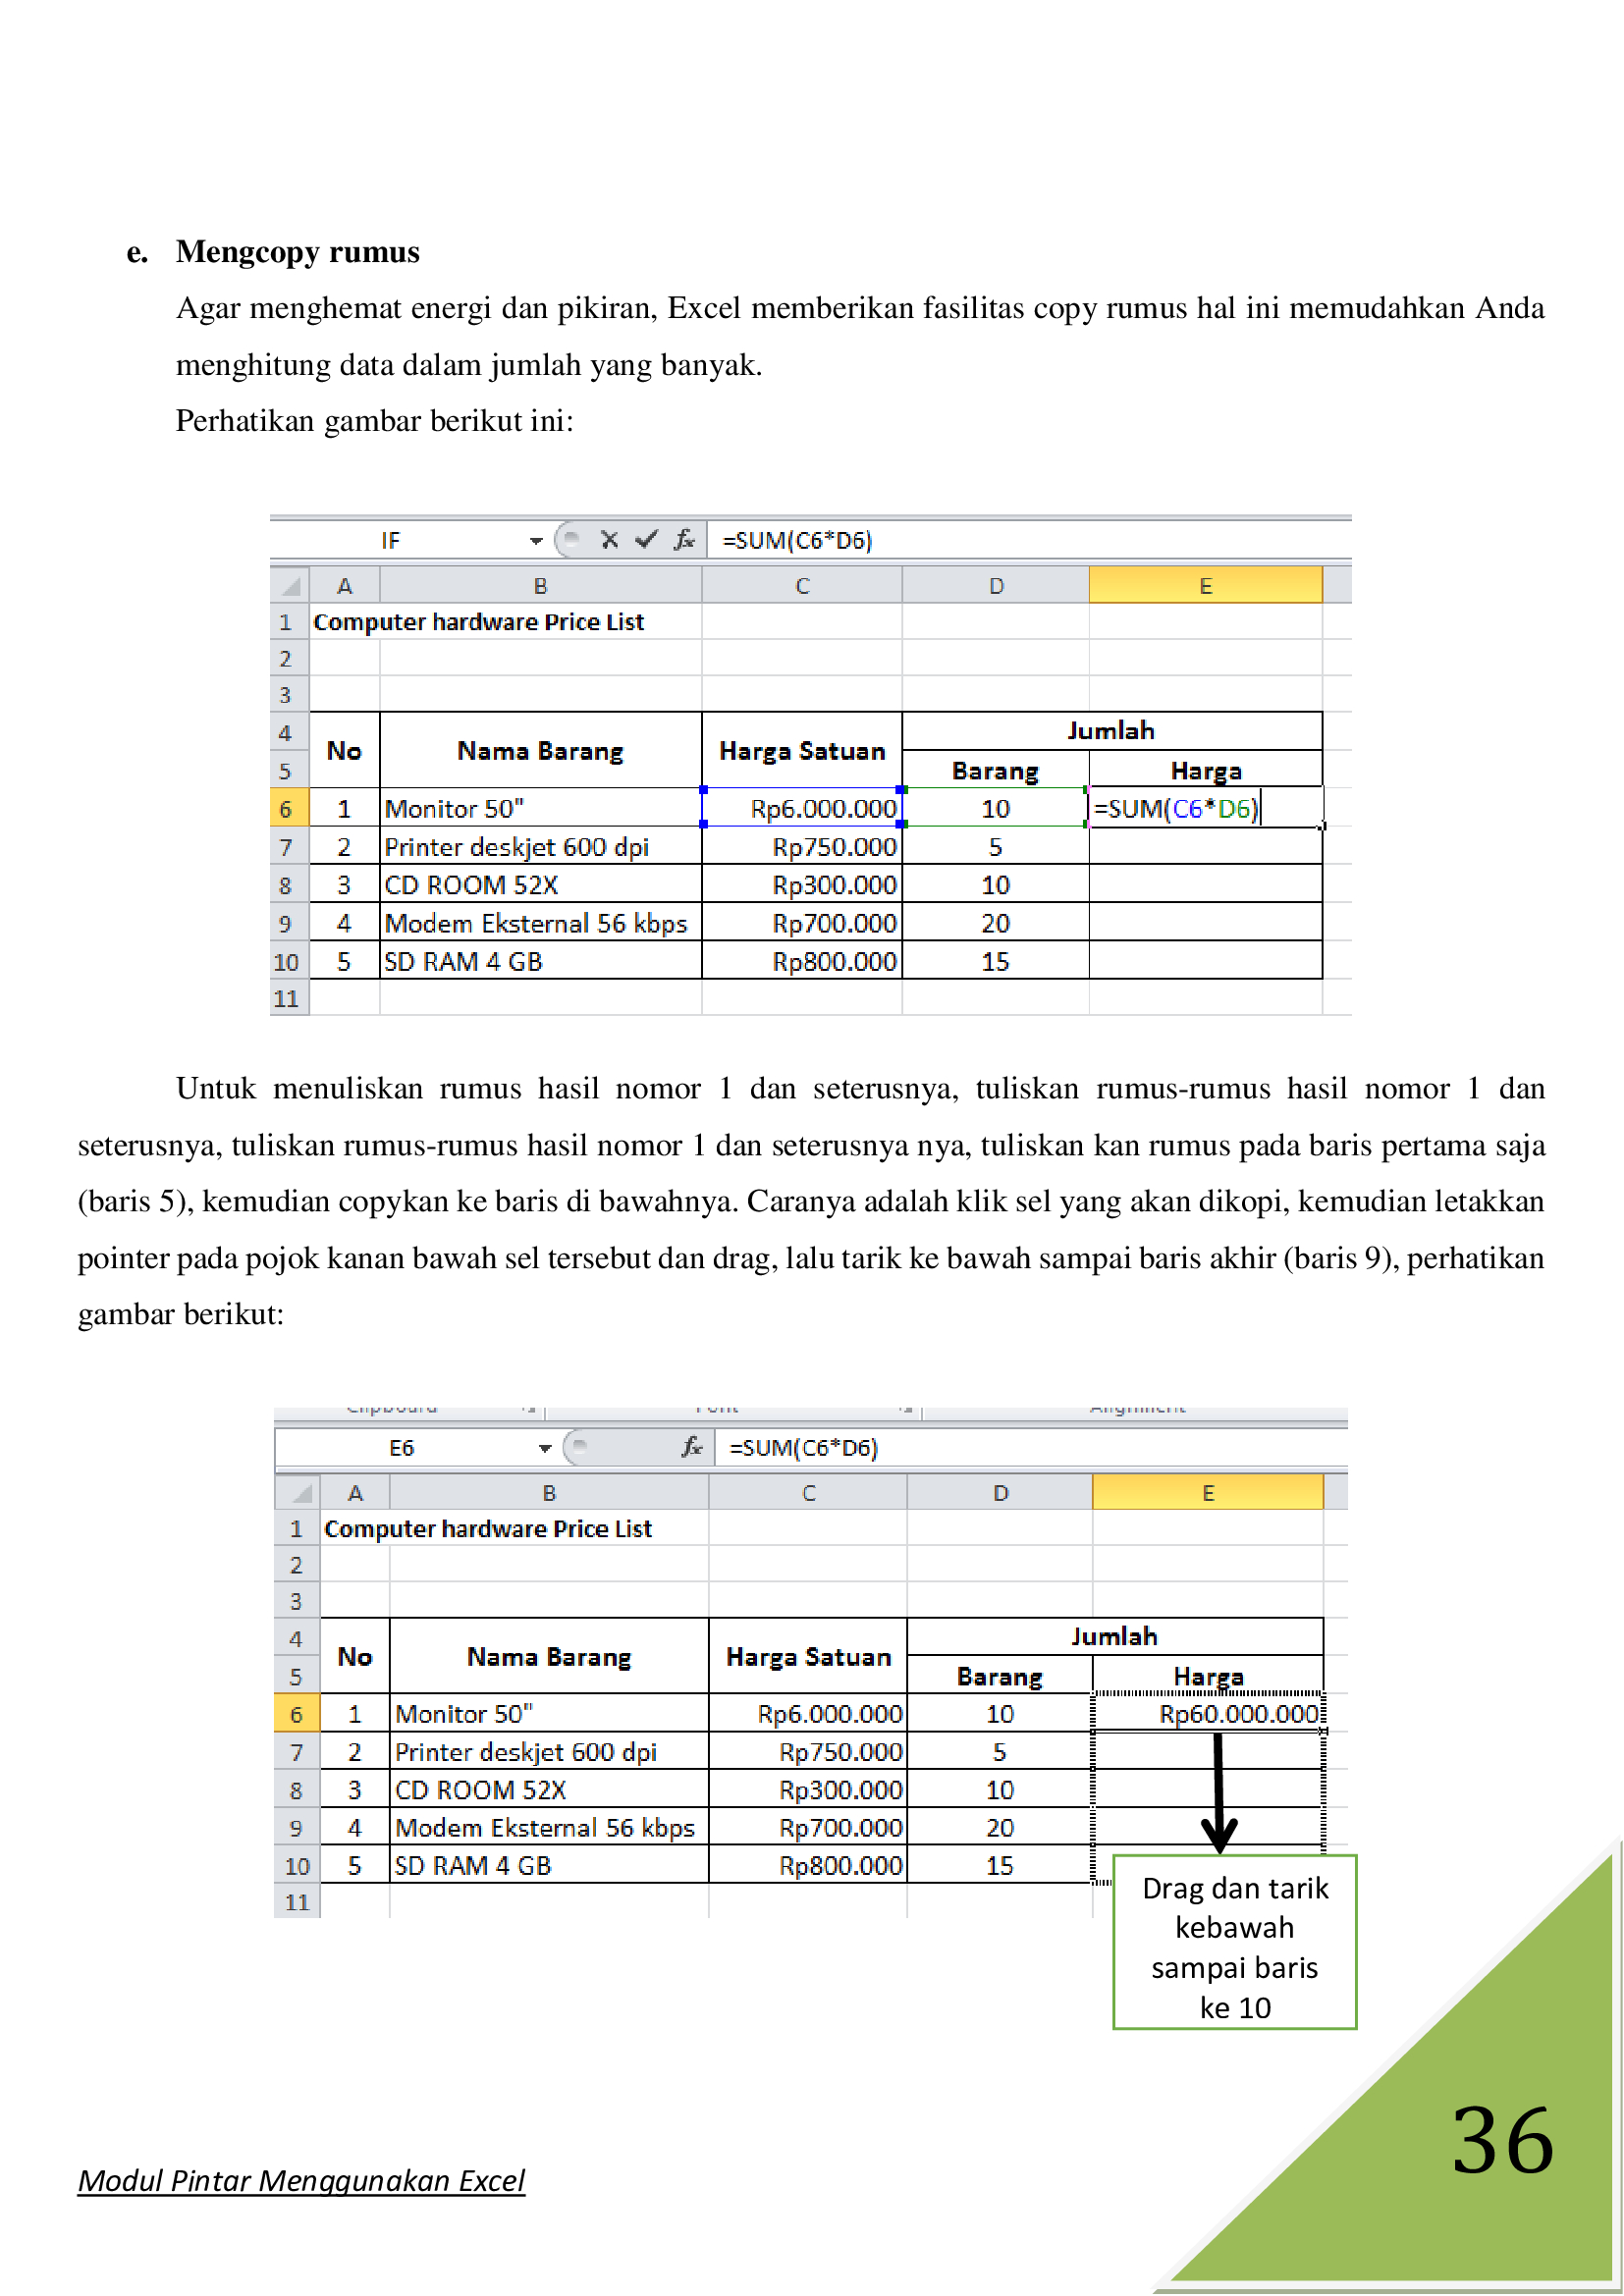 e. Mengcopy rumus
Agar menghemat energi dan pikiran, Excel memberikan fasilitas copy rumus hal ini memudahkan Anda
menghitung data dalam jumlah yang banyak.
Perhatikan gambar berikut ini:
IF fx =SUM(C6*D6)
A B C D E
1 Computer hardware Price List
2
3
4 No Nama Barang Harga Satuan Jumlah
5 Barang Harga
6 1 Monitor 50" Rp6.000.000 10 =SUM(C6*D6)
7 2 Printer deskjet 600 dpi Rp750.000 5
8 3 CD ROOM 52X Rp300.000 10
9 4 Modem Eksternal 56 kbps Rp700.000 20
10 5 SD RAM 4 GB Rp800.000 15
11
Untuk menuliskan rumus hasil nomor 1 dan seterusnya, tuliskan rumus-rumus hasil nomor 1 dan
seterusnya, tuliskan rumus-rumus hasil nomor 1 dan seterusnya nya, tuliskan kan rumus pada baris pertama saja
(baris 5), kemudian copykan ke baris di bawahnya. Caranya adalah klik sel yang akan dikopi, kemudian letakkan
pointer pada pojok kanan bawah sel tersebut dan drag, lalu tarik ke bawah sampai baris akhir (baris 9), perhatikan
gambar berikut:
Clipboard Font Alignment
E6 fx =SUM(C6*D6)
A B C D E
1 Computer hardware Price List
2
3
4 No Nama Barang Harga Satuan Jumlah
5 Barang Harga
6 1 Monitor 50" Rp6.000.000 10 Rp60.000.000
7 2 Printer deskjet 600 dpi Rp750.000 5
8 3 CD ROOM 52X Rp300.000 10
9 4 Modem Eksternal 56 kbps Rp700.000 20
10 5 SD RAM 4 GB Rp800.000 15
11
Drag dan tarik
kebawah
sampai baris
ke 10
36
Modul Pintar Menggunakan Excel